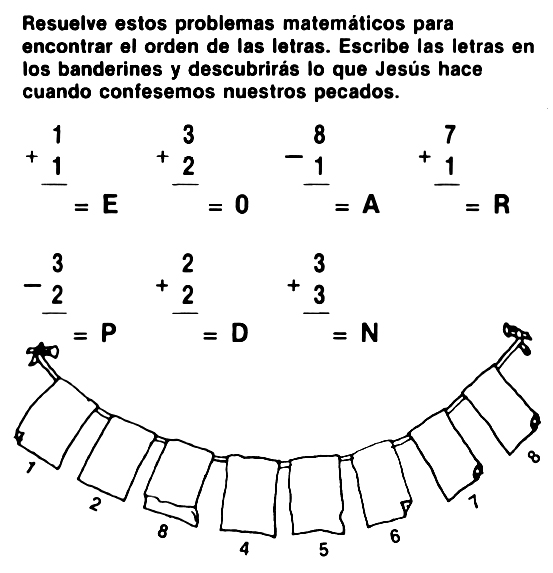 Resuelve estos problemas matemáticos para
encontrar el orden de las letras. Escribe las letras en
los banderines y descubrirás lo que Jesús hace
cuando confesemos nuestros pecados.
1 3 8 7
+ 1 + 2 - 1 + 1
= E = O = A = R
3 2 3
- 2 + 2 + 3
= P = D = N
1 2 8 4 5 6 7 8